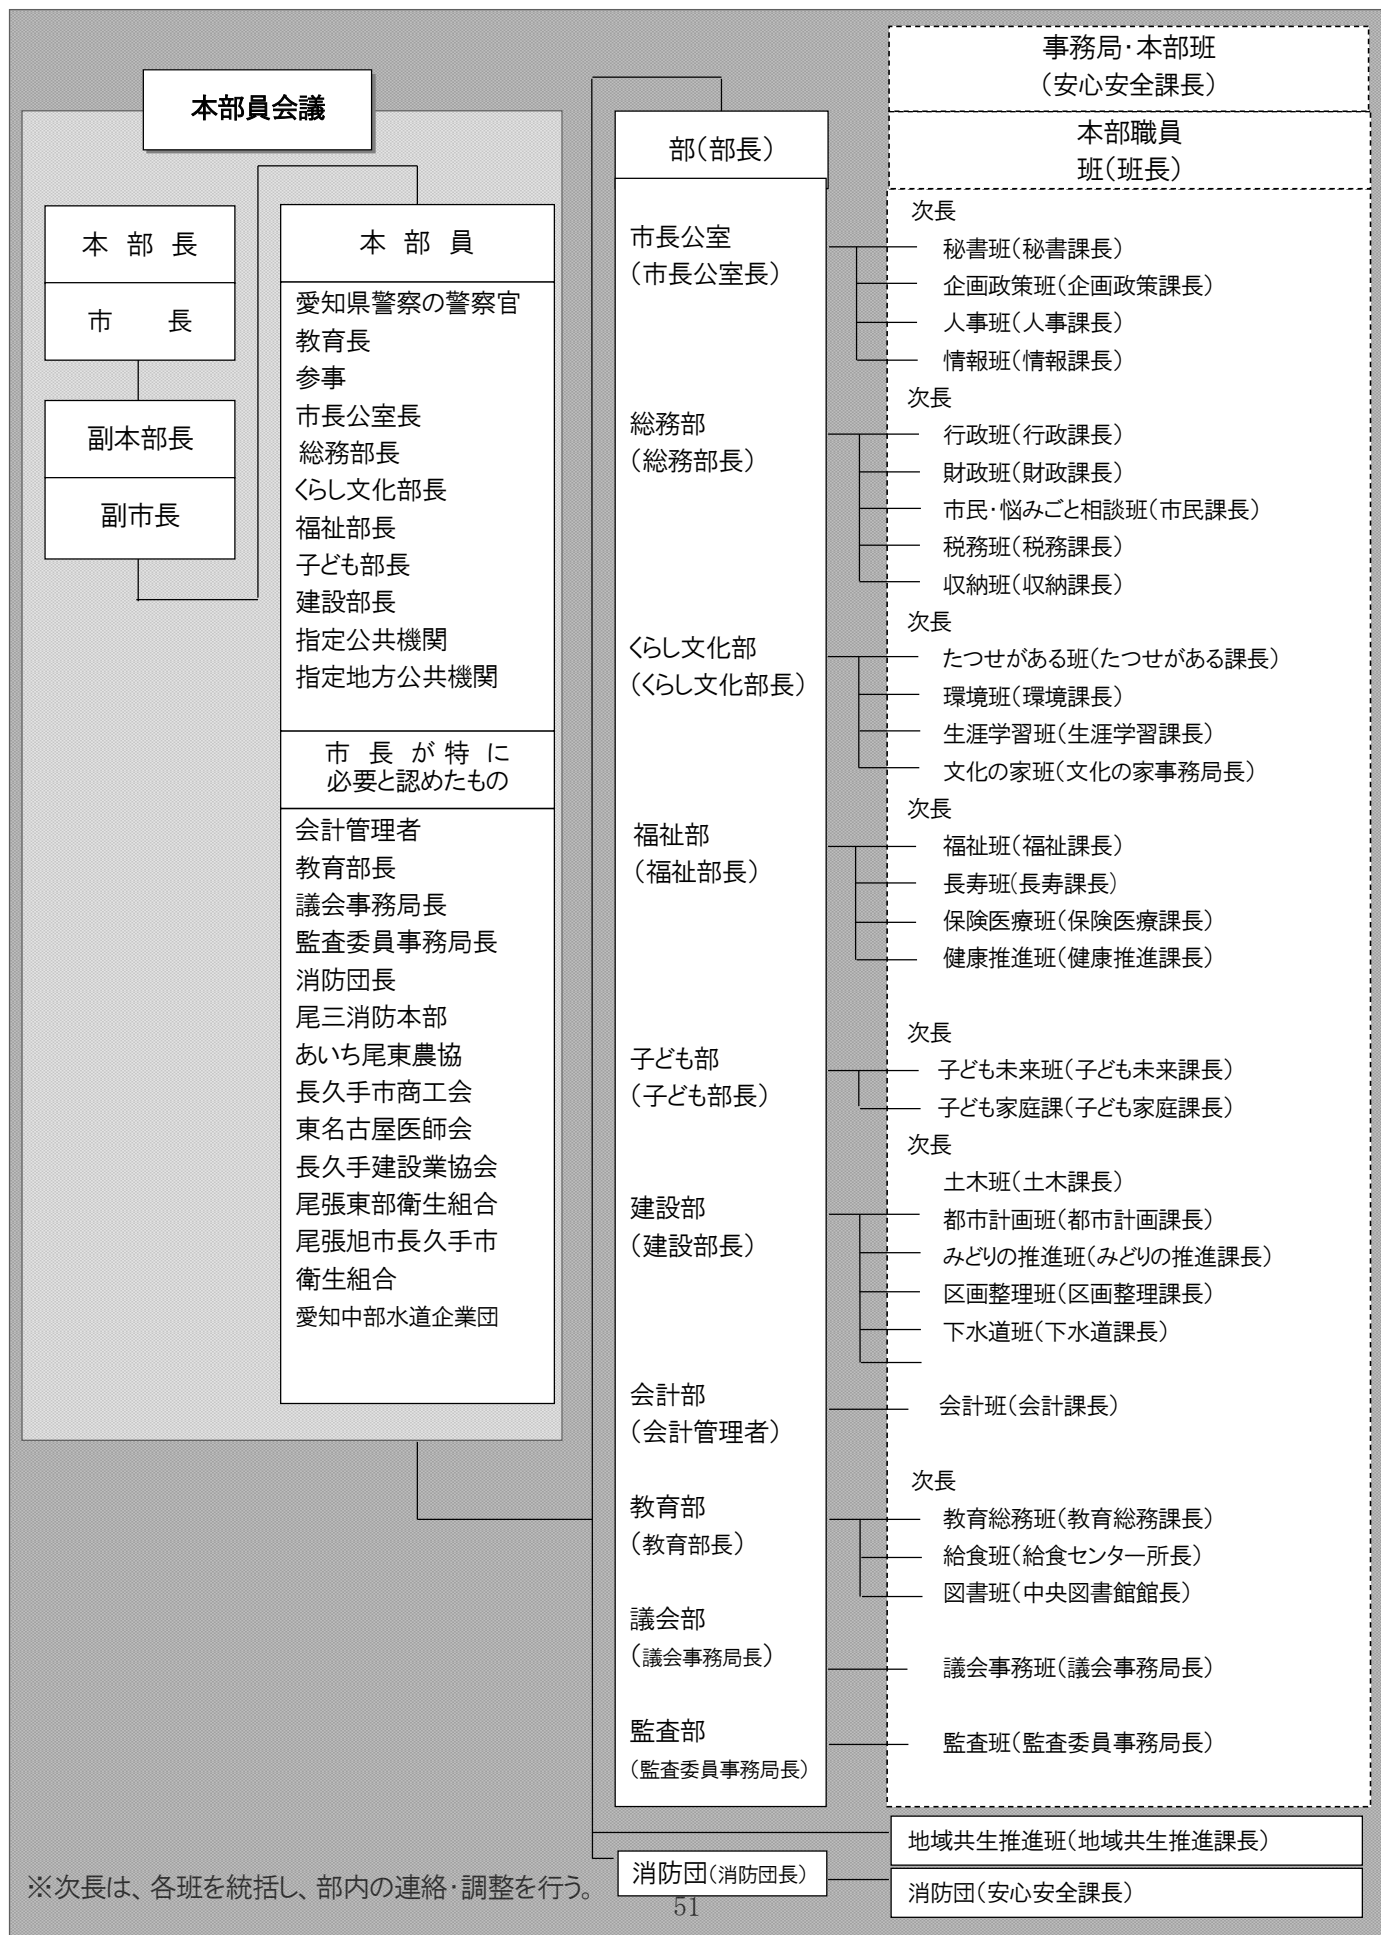 本部員会議
本 部 長
市 長
副本部長
副市長
本 部 員
愛知県警察の警察官
教育長
参事
市長公室長
総務部長
くらし文化部長
福祉部長
子ども部長
建設部長
指定公共機関
指定地方公共機関
市 長 が 特 に
必要と認めたもの
会計管理者
教育部長
議会事務局長
監査委員事務局長
消防団長
尾三消防本部
あいち尾東農協
長久手市商工会
東名古屋医師会
長久手建設業協会
尾張東部衛生組合
尾張旭市長久手市
衛生組合
愛知中部水道企業団
部(部長)
市長公室
(市長公室長)
総務部
(総務部長)
くらし文化部
(くらし文化部長)
福祉部
(福祉部長)
子ども部
(子ども部長)
建設部
(建設部長)
会計部
(会計管理者)
教育部
(教育部長)
議会部
(議会事務局長)
監査部
(監査委員事務局長)
消防団(消防団長)
事務局・本部班
(安心安全課長)
本部職員
班(班長)
次長
秘書班(秘書課長)
企画政策班(企画政策課長)
人事班(人事課長)
情報班(情報課長)
次長
行政班(行政課長)
財政班(財政課長)
市民・悩みごと相談班(市民課長)
税務班(税務課長)
収納班(収納課長)
次長
たつせがある班(たつせがある課長)
環境班(環境課長)
生涯学習班(生涯学習課長)
文化の家班(文化の家事務局長)
次長
福祉班(福祉課長)
長寿班(長寿課長)
保険医療班(保険医療課長)
健康推進班(健康推進課長)
次長
子ども未来班(子ども未来課長)
子ども家庭課(子ども家庭課長)
次長
土木班(土木課長)
都市計画班(都市計画課長)
みどりの推進班(みどりの推進課長)
区画整理班(区画整理課長)
下水道班(下水道課長)
会計班(会計課長)
次長
教育総務班(教育総務課長)
給食班(給食センター所長)
図書班(中央図書館館長)
議会事務班(議会事務局長)
監査班(監査委員事務局長)
地域共生推進班(地域共生推進課長)
消防団(安心安全課長)
※次長は、各班を統括し、部内の連絡・調整を行う。
51